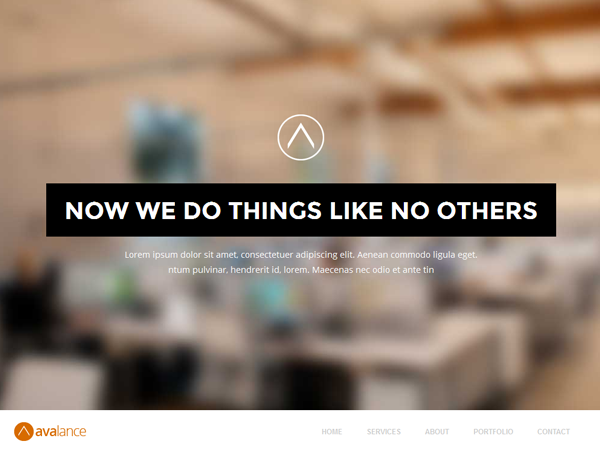 NOW WE DO THINGS LIKE NO OTHERS
Lorem ipsum dolor sit amet, consectetuer adipiscing elit. Aenean commodo ligula eget,
ntum pulvinar, hendrerit id, lorem. Maecenas nec odio et ante tin
avalance HOME SERVICES ABOUT PORTFOLIO CONTACT